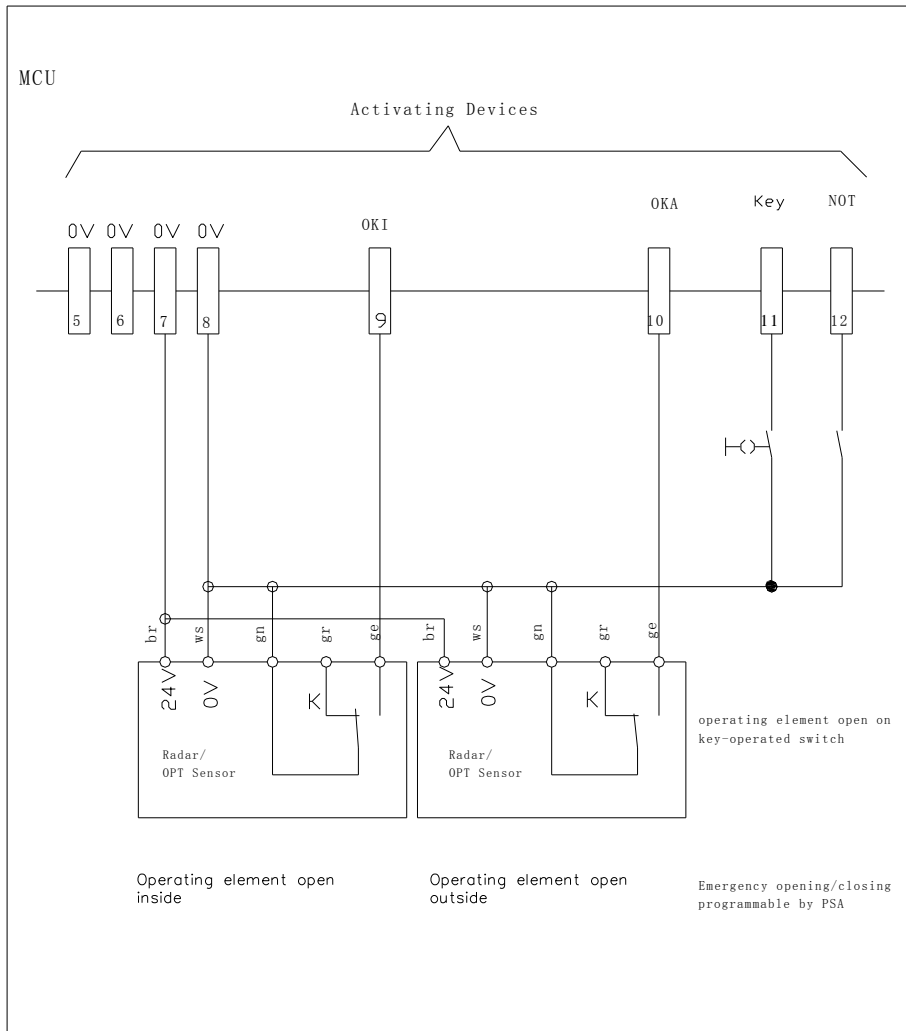 MCU
Activating Devices
0V 0V 0V 0V
OKI
OKA
Key
NOT
5 6 7 8 9 10 11 12
br ws gn gr ge br ws gn gr ge
24V 0V K 24V 0V K
Radar/
OPT Sensor
Radar/
OPT Sensor
operating element open on
key-operated switch
Operating element open
inside
Operating element open
outside
Emergency opening/closing
programmable by PSA